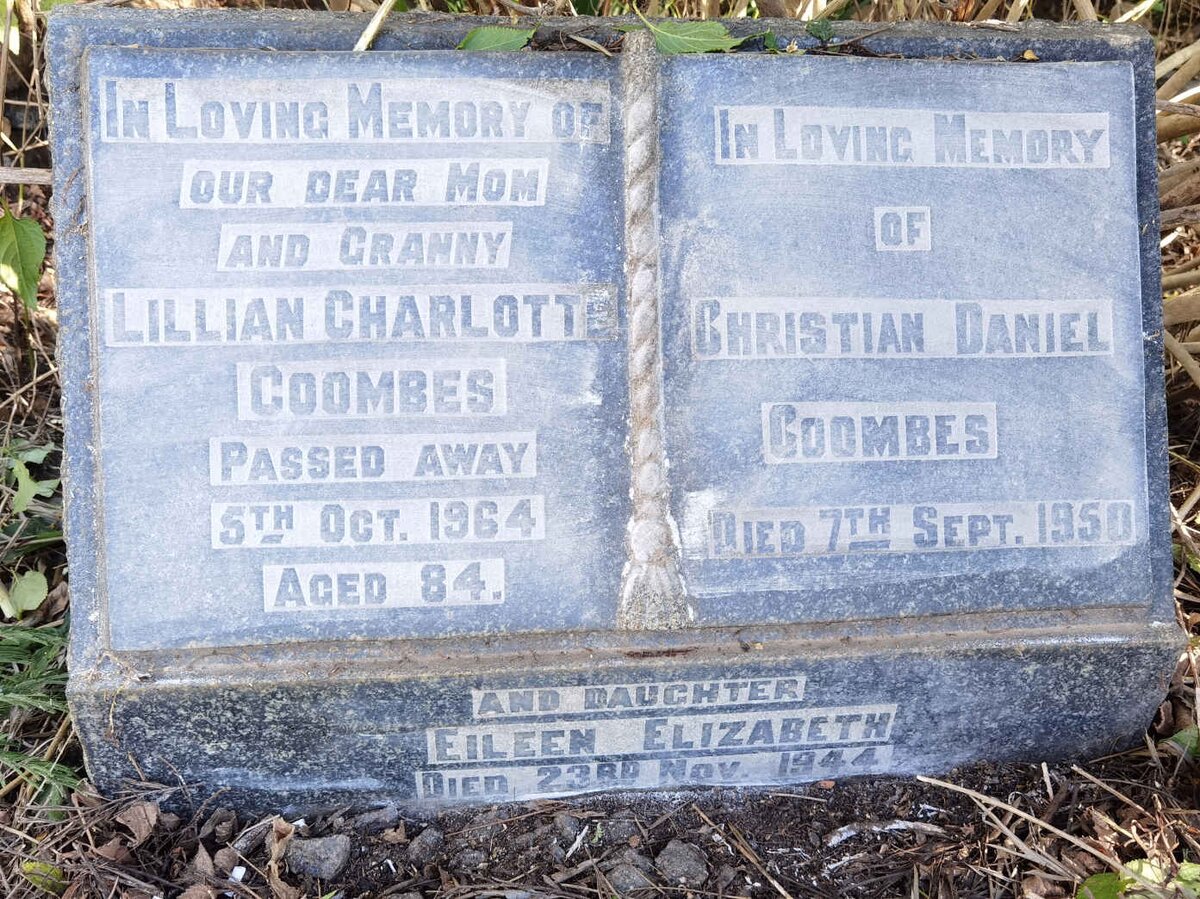 In Loving Memory of
our dear Mom
and Granny
Lillian Charlotte
Coombes
Passed away
5th Oct. 1964
Aged 84.
In Loving Memory
of
Christian Daniel
Coombes
Died 7th Sept. 1950
and daughter
Eileen Elizabeth
Died 23rd Nov. 1944